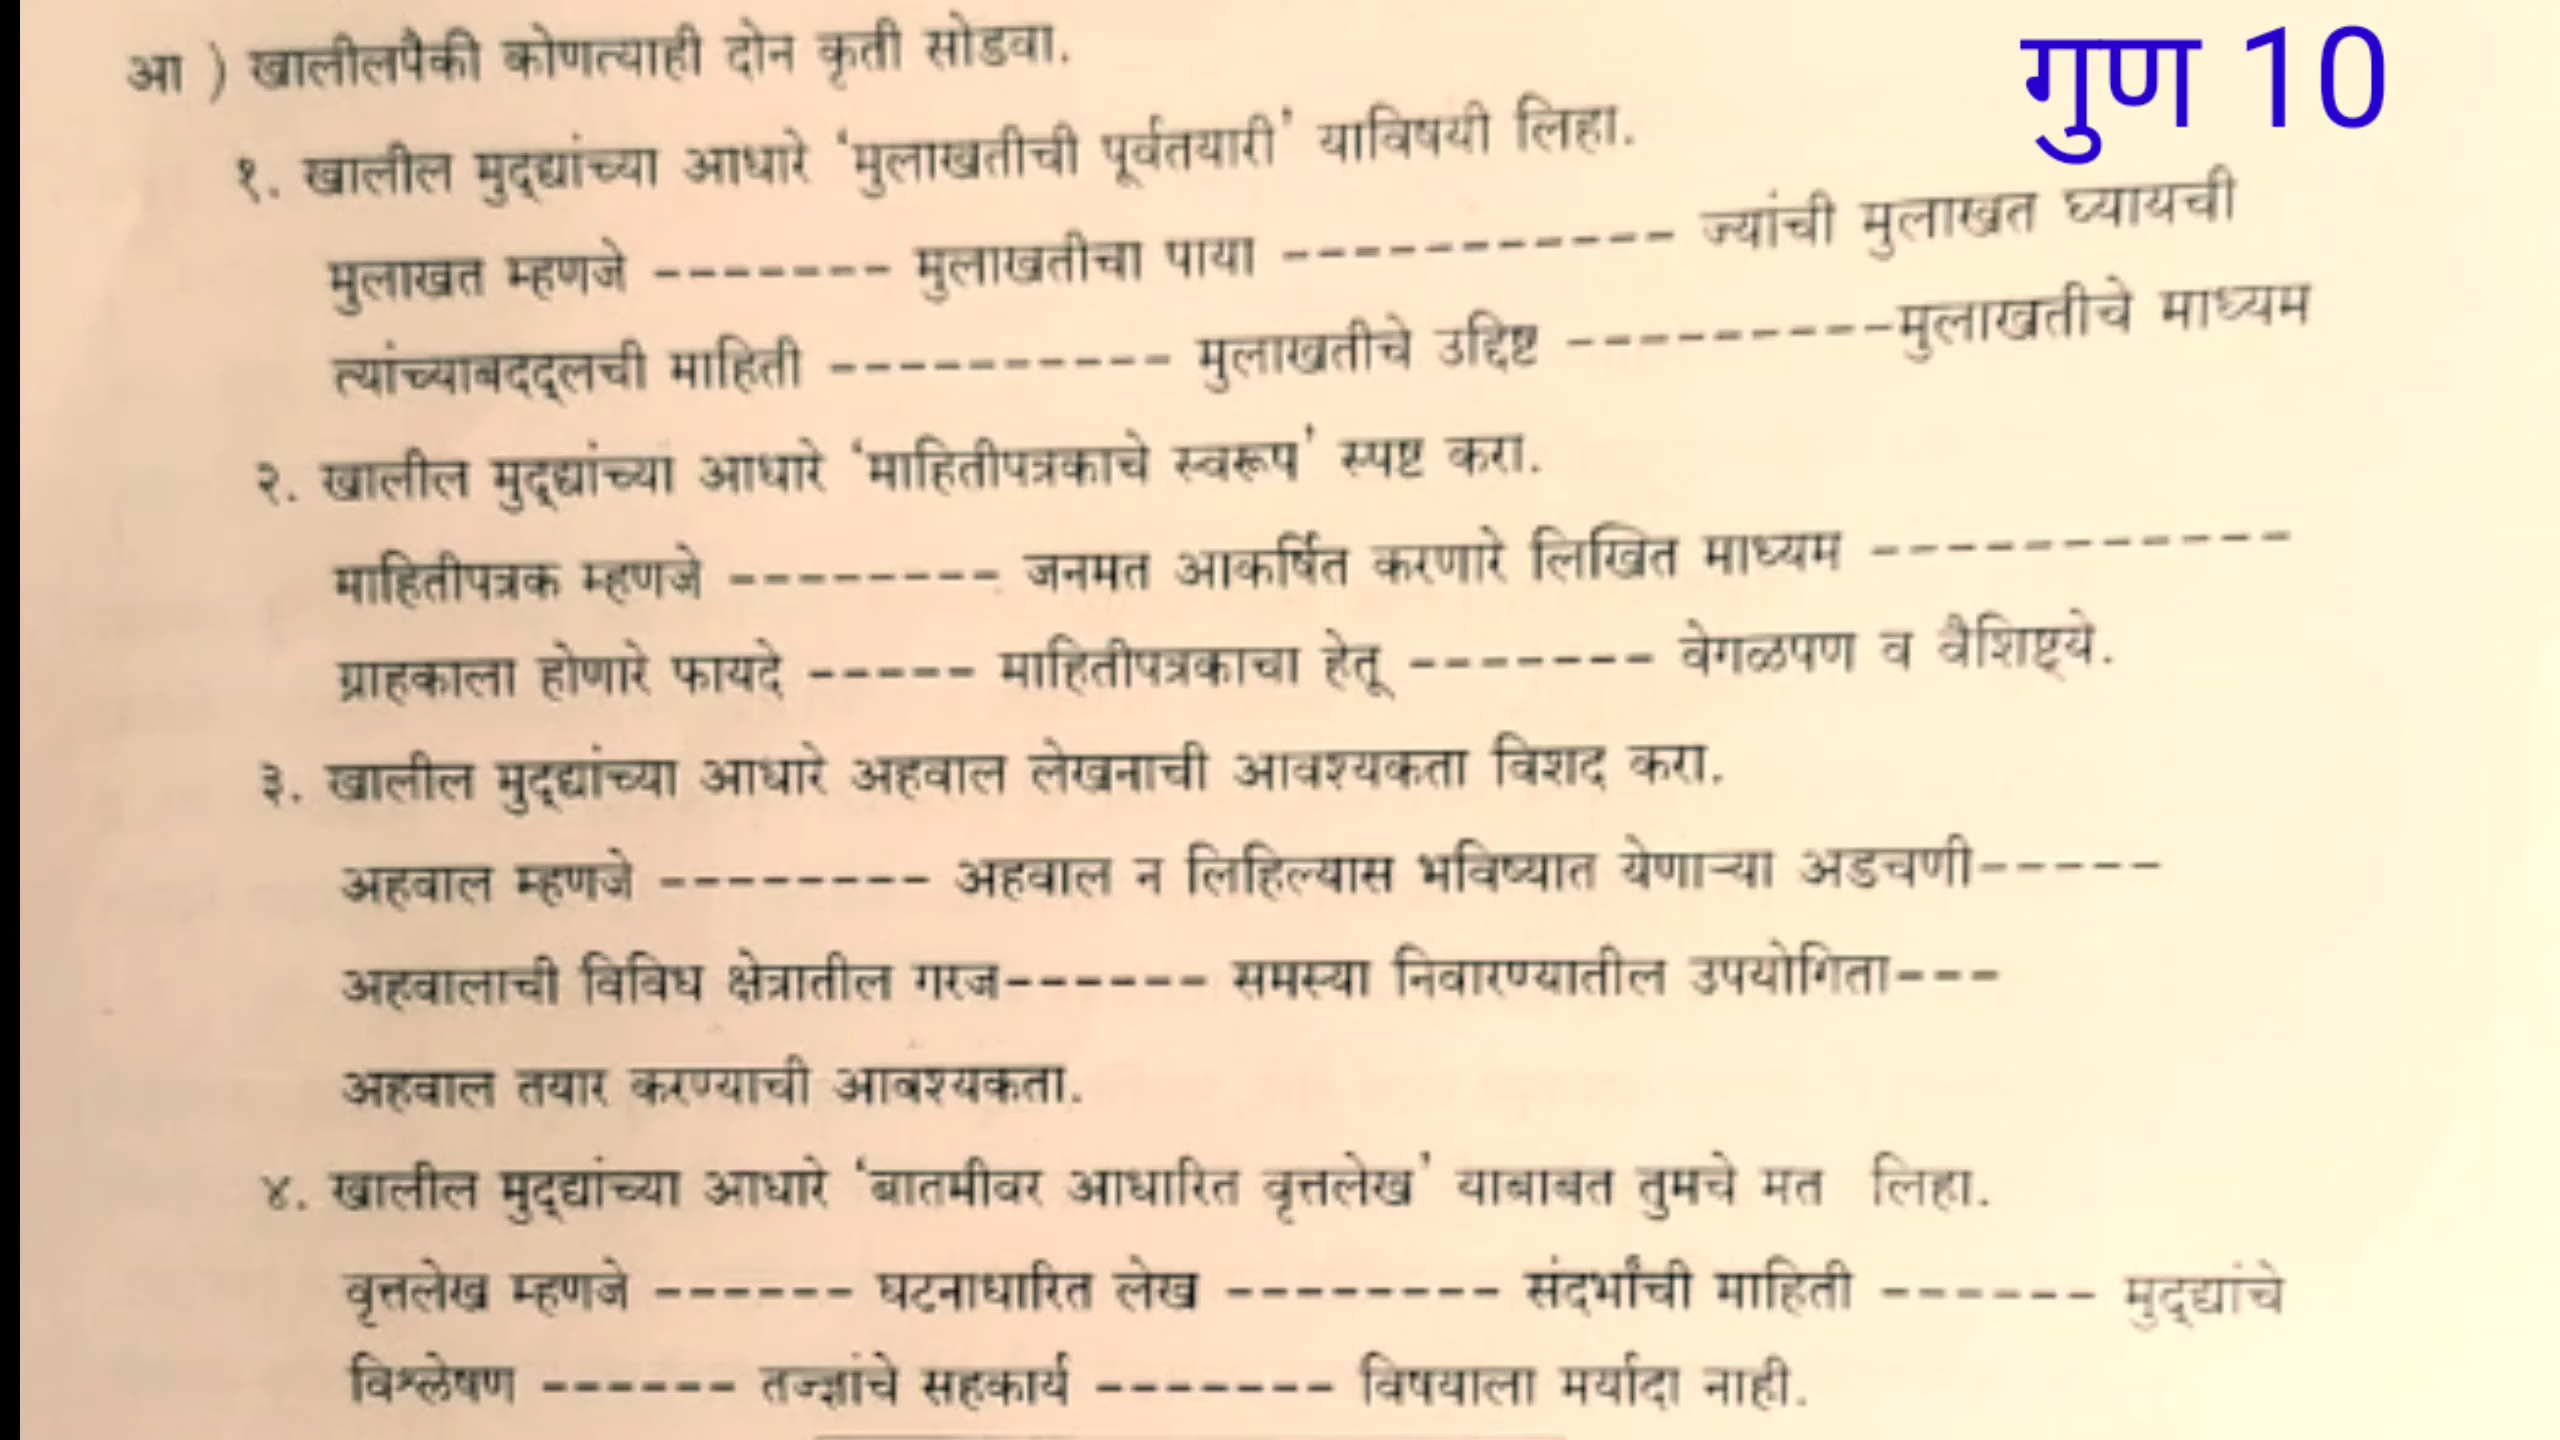 आ ) खालीलपैकी कोणत्याही दोन कृती सोडवा.
गुण 10
१. खालील मुद्द्यांच्या आधारे ‘मुलाखतीची पूर्वतयारी’ याविषयी लिहा.
मुलाखत म्हणजे ------- मुलाखतीचा पाया ----------- ज्यांची मुलाखत घ्यायची
त्यांच्याबदद्लची माहिती ---------- मुलाखतीचे उद्दिष्ट ----------मुलाखतीचे माध्यम
२. खालील मुद्द्यांच्या आधारे ‘माहितीपत्रकाचे स्वरूप’ स्पष्ट करा.
माहितीपत्रक म्हणजे -------- जनमत आकर्षित करणारे लिखित माध्यम ------------
ग्राहकाला होणारे फायदे ----- माहितीपत्रकाचा हेतू ------- वेगळपण व वैशिष्ट्ये.
३. खालील मुद्द्यांच्या आधारे अहवाल लेखनाची आवश्यकता विशद करा.
अहवाल म्हणजे -------- अहवाल न लिहिल्यास भविष्यात येणाऱ्या अडचणी-----
अहवालाची विविध क्षेत्रातील गरज------ समस्या निवारण्यातील उपयोगिता---
अहवाल तयार करण्याची आवश्यकता.
४. खालील मुद्द्यांच्या आधारे ‘बातमीवर आधारित वृत्तलेख’ याबाबत तुमचे मत लिहा.
वृत्तलेख म्हणजे ------ घटनाधारित लेख -------- संदर्भांची माहिती ------ मुद्द्यांचे
विश्लेषण ------ तज्ज्ञांचे सहकार्य ------- विषयाला मर्यादा नाही.